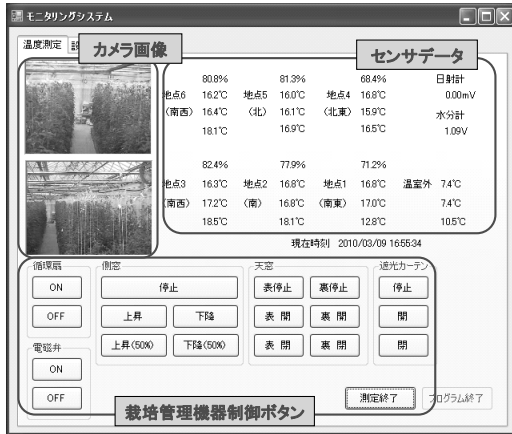 モニタリングシステム
温度測定
カメラ画像
センサデータ
80.8% 81.3% 68.4% 日射計
地点6 16.2℃ 地点5 16.0℃ 地点4 16.8℃ 0.00mV
(南西) 16.4℃ (北) 16.1℃ (北東) 15.9℃ 水分計
18.1℃ 16.9℃ 16.5℃ 1.09V
82.4% 77.9% 71.2%
地点3 16.3℃ 地点2 16.8℃ 地点1 16.8℃ 温室外 7.4℃
(南西) 17.2℃ (南) 16.8℃ (南東) 17.0℃ 7.4℃
18.5℃ 18.1℃ 12.8℃ 10.5℃
現在時刻 2010/03/09 16:55:34
循環扇 側窓 天窓 遮光カーテン
ON 停止 表停止 裏停止 停止
OFF 上昇 下降 表 開 裏 開 開
上昇(50%) 下降(50%) 表 閉 裏 閉 閉
電磁弁
ON
OFF
測定終了 プログラム終了
栽培管理機器制御ボタン